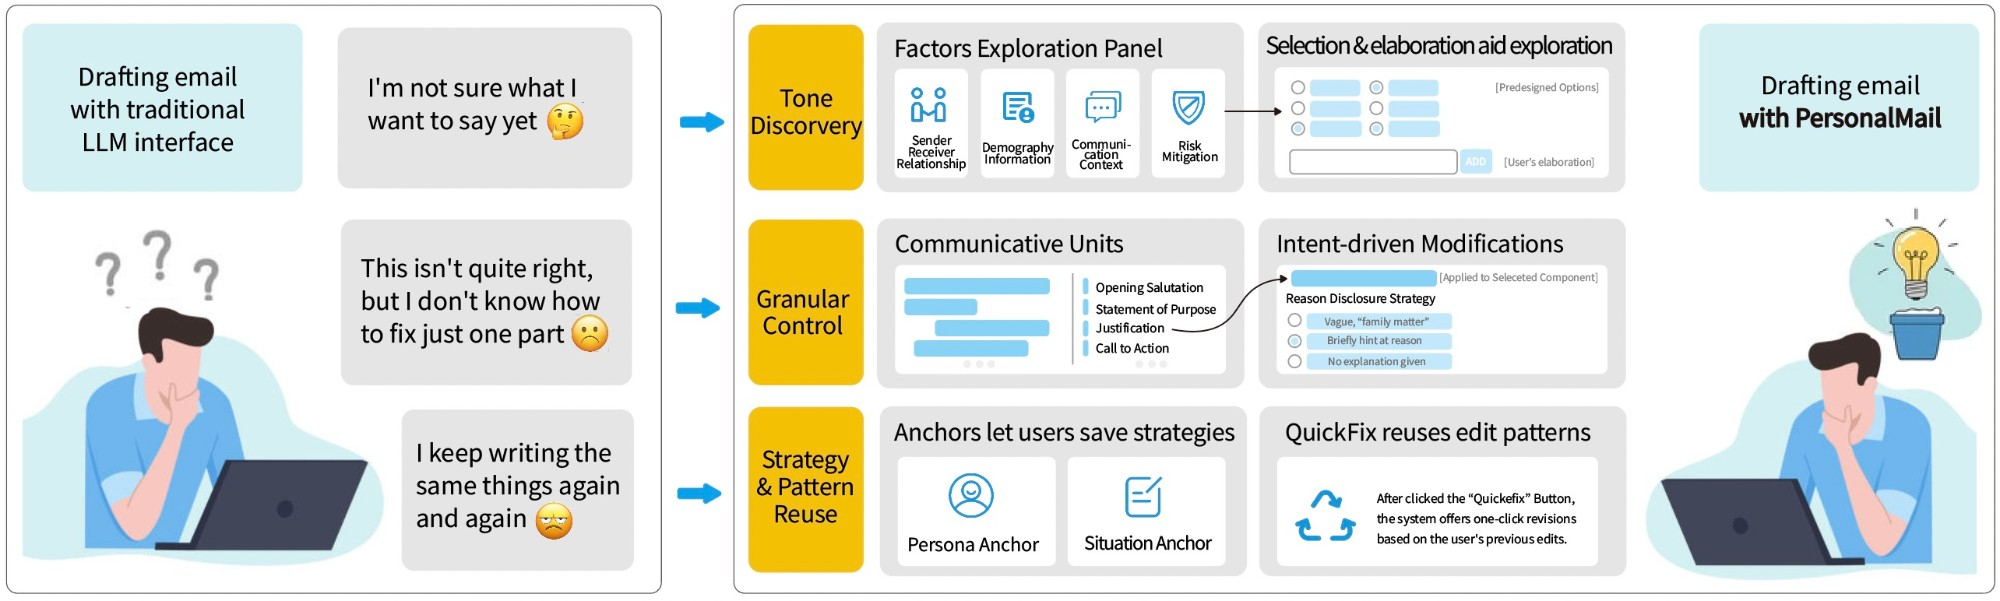 Drafting email
with traditional
LLM interface
I'm not sure what I
want to say yet 🤔
This isn't quite right,
but I don't know how
to fix just one part 🙁
I keep writing the
same things again
and again 😠
? ? ?
Tone
Discorvery
Factors Exploration Panel
Sender
Receiver
Relationship
Demography
Information
Communi-
cation
Context
Risk
Mitigation
Selection & elaboration aid exploration
[Predesigned Options]
ADD
[User's elaboration]
Granular
Control
Communicative Units
Opening Salutation
Statement of Purpose
Justification
Call to Action
Intent-driven Modifications
[Applied to Seleceted Component]
Reason Disclosure Strategy
Vague, “family matter”
Briefly hint at reason
No explanation given
Strategy
& Pattern
Reuse
Anchors let users save strategies
Persona Anchor
Situation Anchor
QuickFix reuses edit patterns
After clicked the “Quickefix” Button,
the system offers one-click revisions
based on the user's previous edits.
Drafting email
with PersonalMail